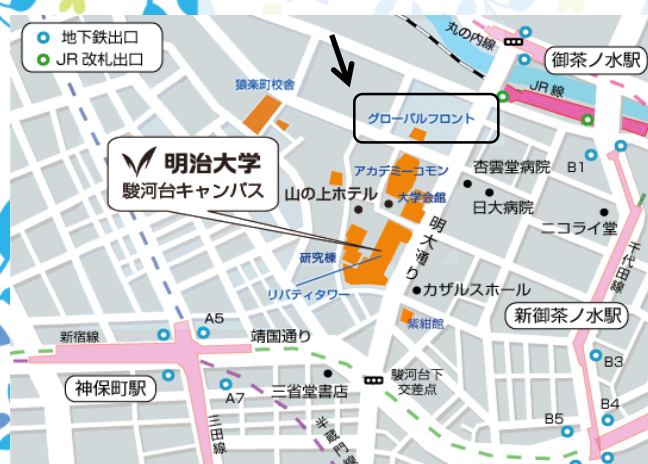 地下鉄出口
JR 改札出口
丸の内線
御茶ノ水駅
JR 線
猿楽町校舎
グローバルフロント
明治大学
駿河台キャンパス
アカデミーコモン
杏雲堂病院
B1
山の上ホテル
大学会館
日大病院
ニコライ堂
明大通り
千代田線
研究棟
リバティタワー
カザルスホール
紫紺館
新御茶ノ水駅
新宿線
A5
靖国通り
神保町駅
A7
三省堂書店
駿河台下
交差点
B3
B4
B5
三田線
半蔵門線